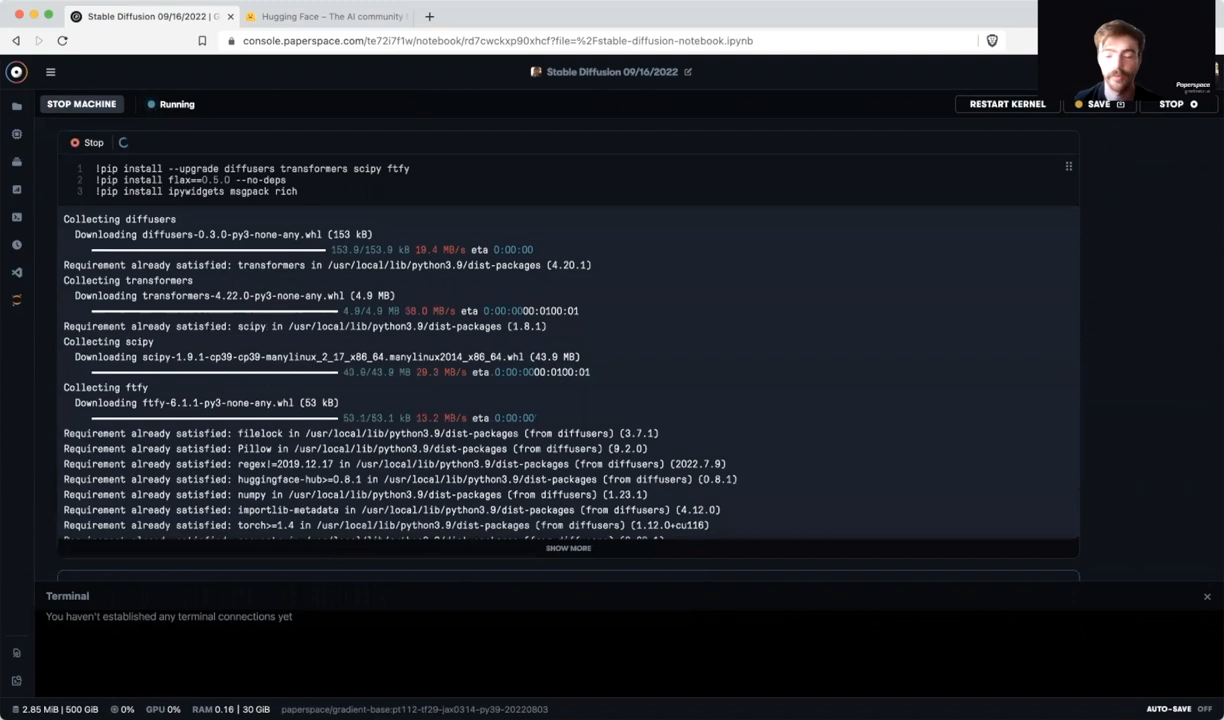 Stable Diffusion 09/16/2022 | G
Hugging Face – The AI community
console.paperspace.com/te72i7f1w/notebook/rd7cwckxp90xhcf?file=%2Fstable-diffusion-notebook.ipynb
Paperspace
Stable Diffusion 09/16/2022
STOP MACHINE
Running
RESTART KERNEL
SAVE
STOP
Stop
1 !pip install --upgrade diffusers transformers scipy ftfy
2 !pip install flax==0.5.0 --no-deps
3 !pip install ipywidgets msgpack rich
Collecting diffusers
Downloading diffusers-0.3.0-py3-none-any.whl (153 kB)
153.9/153.9 kB 19.4 MB/s eta 0:00:00
Requirement already satisfied: transformers in /usr/local/lib/python3.9/dist-packages (4.20.1)
Collecting transformers
Downloading transformers-4.22.0-py3-none-any.whl (4.9 MB)
4.9/4.9 MB MB/s eta 0:00:0000:0100:01
Requirement already satisfied: scipy in /usr/local/lib/python3.9/dist-packages (1.8.1)
Collecting scipy
Downloading scipy-1.9.1-cp39-cp39-manylinux_2_17_x86_64.manylinux2014_x86_64.whl (43.9 MB)
43.9/43.9 MB 29.3 MB/s eta 0:00:0000:0100:01
Collecting ftfy
Downloading ftfy-6.1.1-py3-none-any.whl (53 kB)
53.1/53.1 kB 13.2 MB/s eta 0:00:00
Requirement already satisfied: filelock in /usr/local/lib/python3.9/dist-packages (from diffusers) (3.7.1)
Requirement already satisfied: Pillow in /usr/local/lib/python3.9/dist-packages (from diffusers) (9.2.0)
Requirement already satisfied: regex!=2019.12.17 in /usr/local/lib/python3.9/dist-packages (from diffusers) (2022.7.9)
Requirement already satisfied: huggingface-hub>=0.8.1 in /usr/local/lib/python3.9/dist-packages (from diffusers) (0.8.1)
Requirement already satisfied: numpy in /usr/local/lib/python3.9/dist-packages (from diffusers) (1.23.1)
Requirement already satisfied: importlib-metadata in /usr/local/lib/python3.9/dist-packages (from diffusers) (4.12.0)
Requirement already satisfied: torch>=1.4 in /usr/local/lib/python3.9/dist-packages (from diffusers) (1.12.0+cu116)
SHOW MORE
Terminal
You haven't established any terminal connections yet
2.85 MiB | 500 GiB
0%
GPU 0%
RAM 0.16 | 30 GiB
paperspace/gradient-base:pt112-tf29-jax0314-py39-20220803
AUTO-SAVE OFF